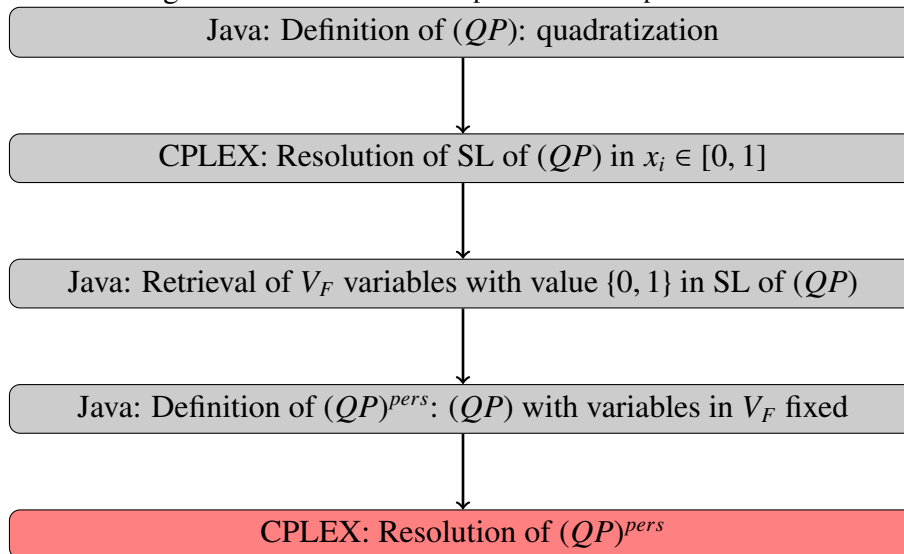 Java: Definition of (QP): quadratization
CPLEX: Resolution of SL of (QP) in x_i ∈ [0, 1]
Java: Retrieval of V_F variables with value {0, 1} in SL of (QP)
Java: Definition of (QP)^{pers}: (QP) with variables in V_F fixed
CPLEX: Resolution of (QP)^{pers}